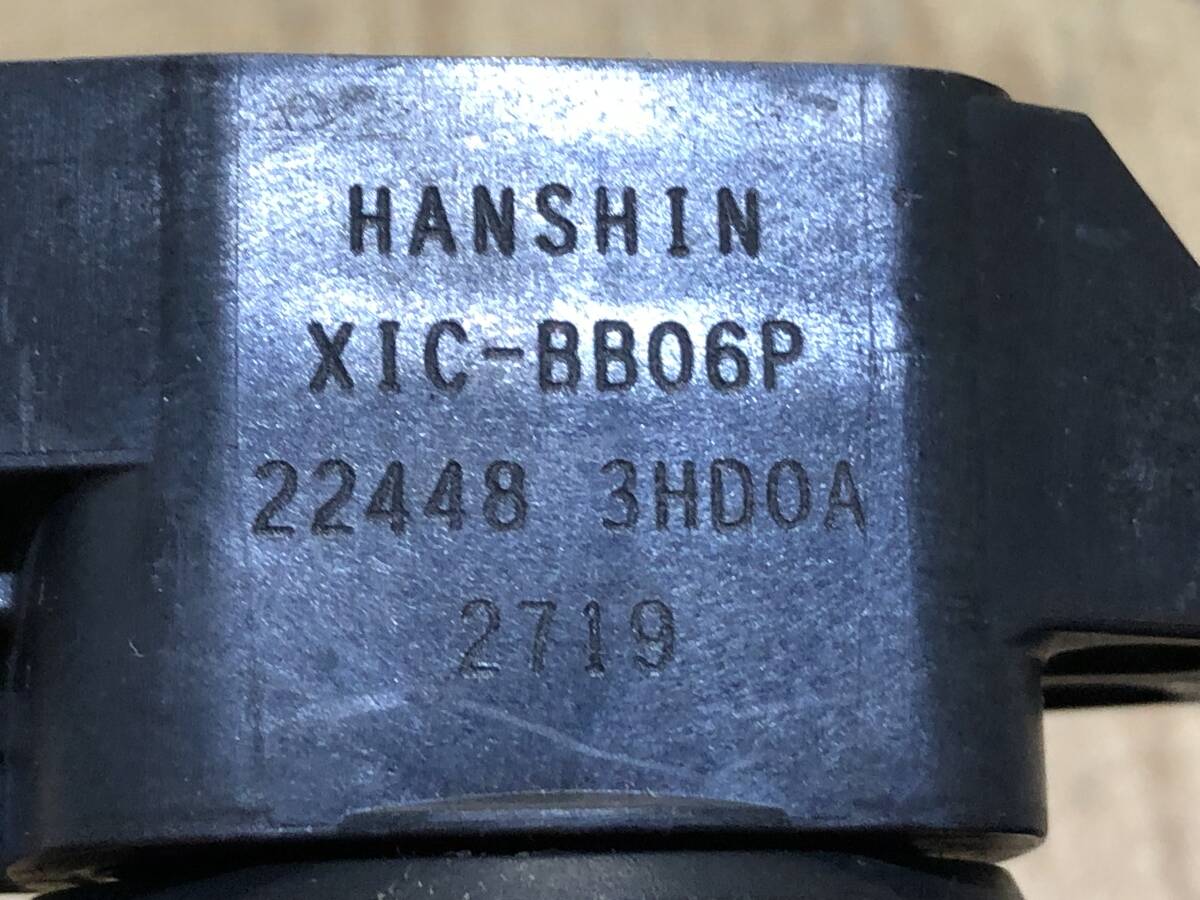 HANSHIN
XIC-BB06P
22448 3HD0A
2719